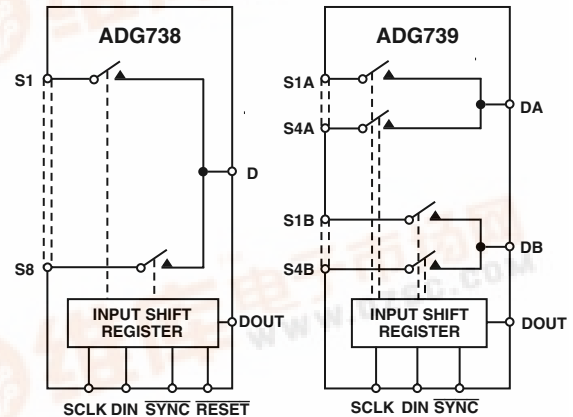 ADG738
S1
D
S8
INPUT SHIFT
REGISTER
DOUT
SCLK DIN SYNC RESET
ADG739
S1A
DA
S4A
S1B
DB
S4B
INPUT SHIFT
REGISTER
DOUT
SCLK DIN SYNC